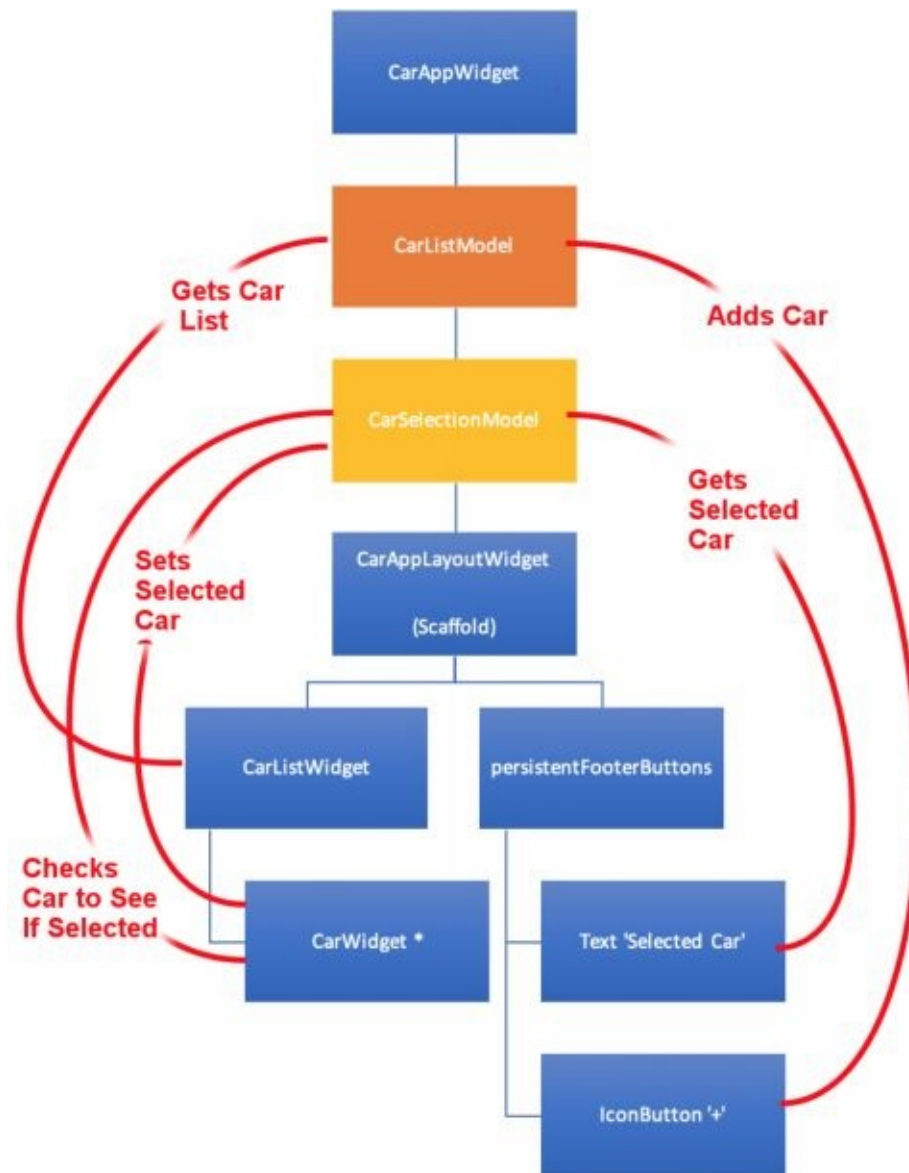 CarAppWidget
CarListModel
Gets Car
List
Adds Car
CarSelectionModel
Gets
Selected
Car
Sets
Selected
Car
CarAppLayoutWidget
(Scaffold)
CarListWidget
persistentFooterButtons
Checks
Car to See
If Selected
CarWidget *
Text 'Selected Car'
IconButton '+'